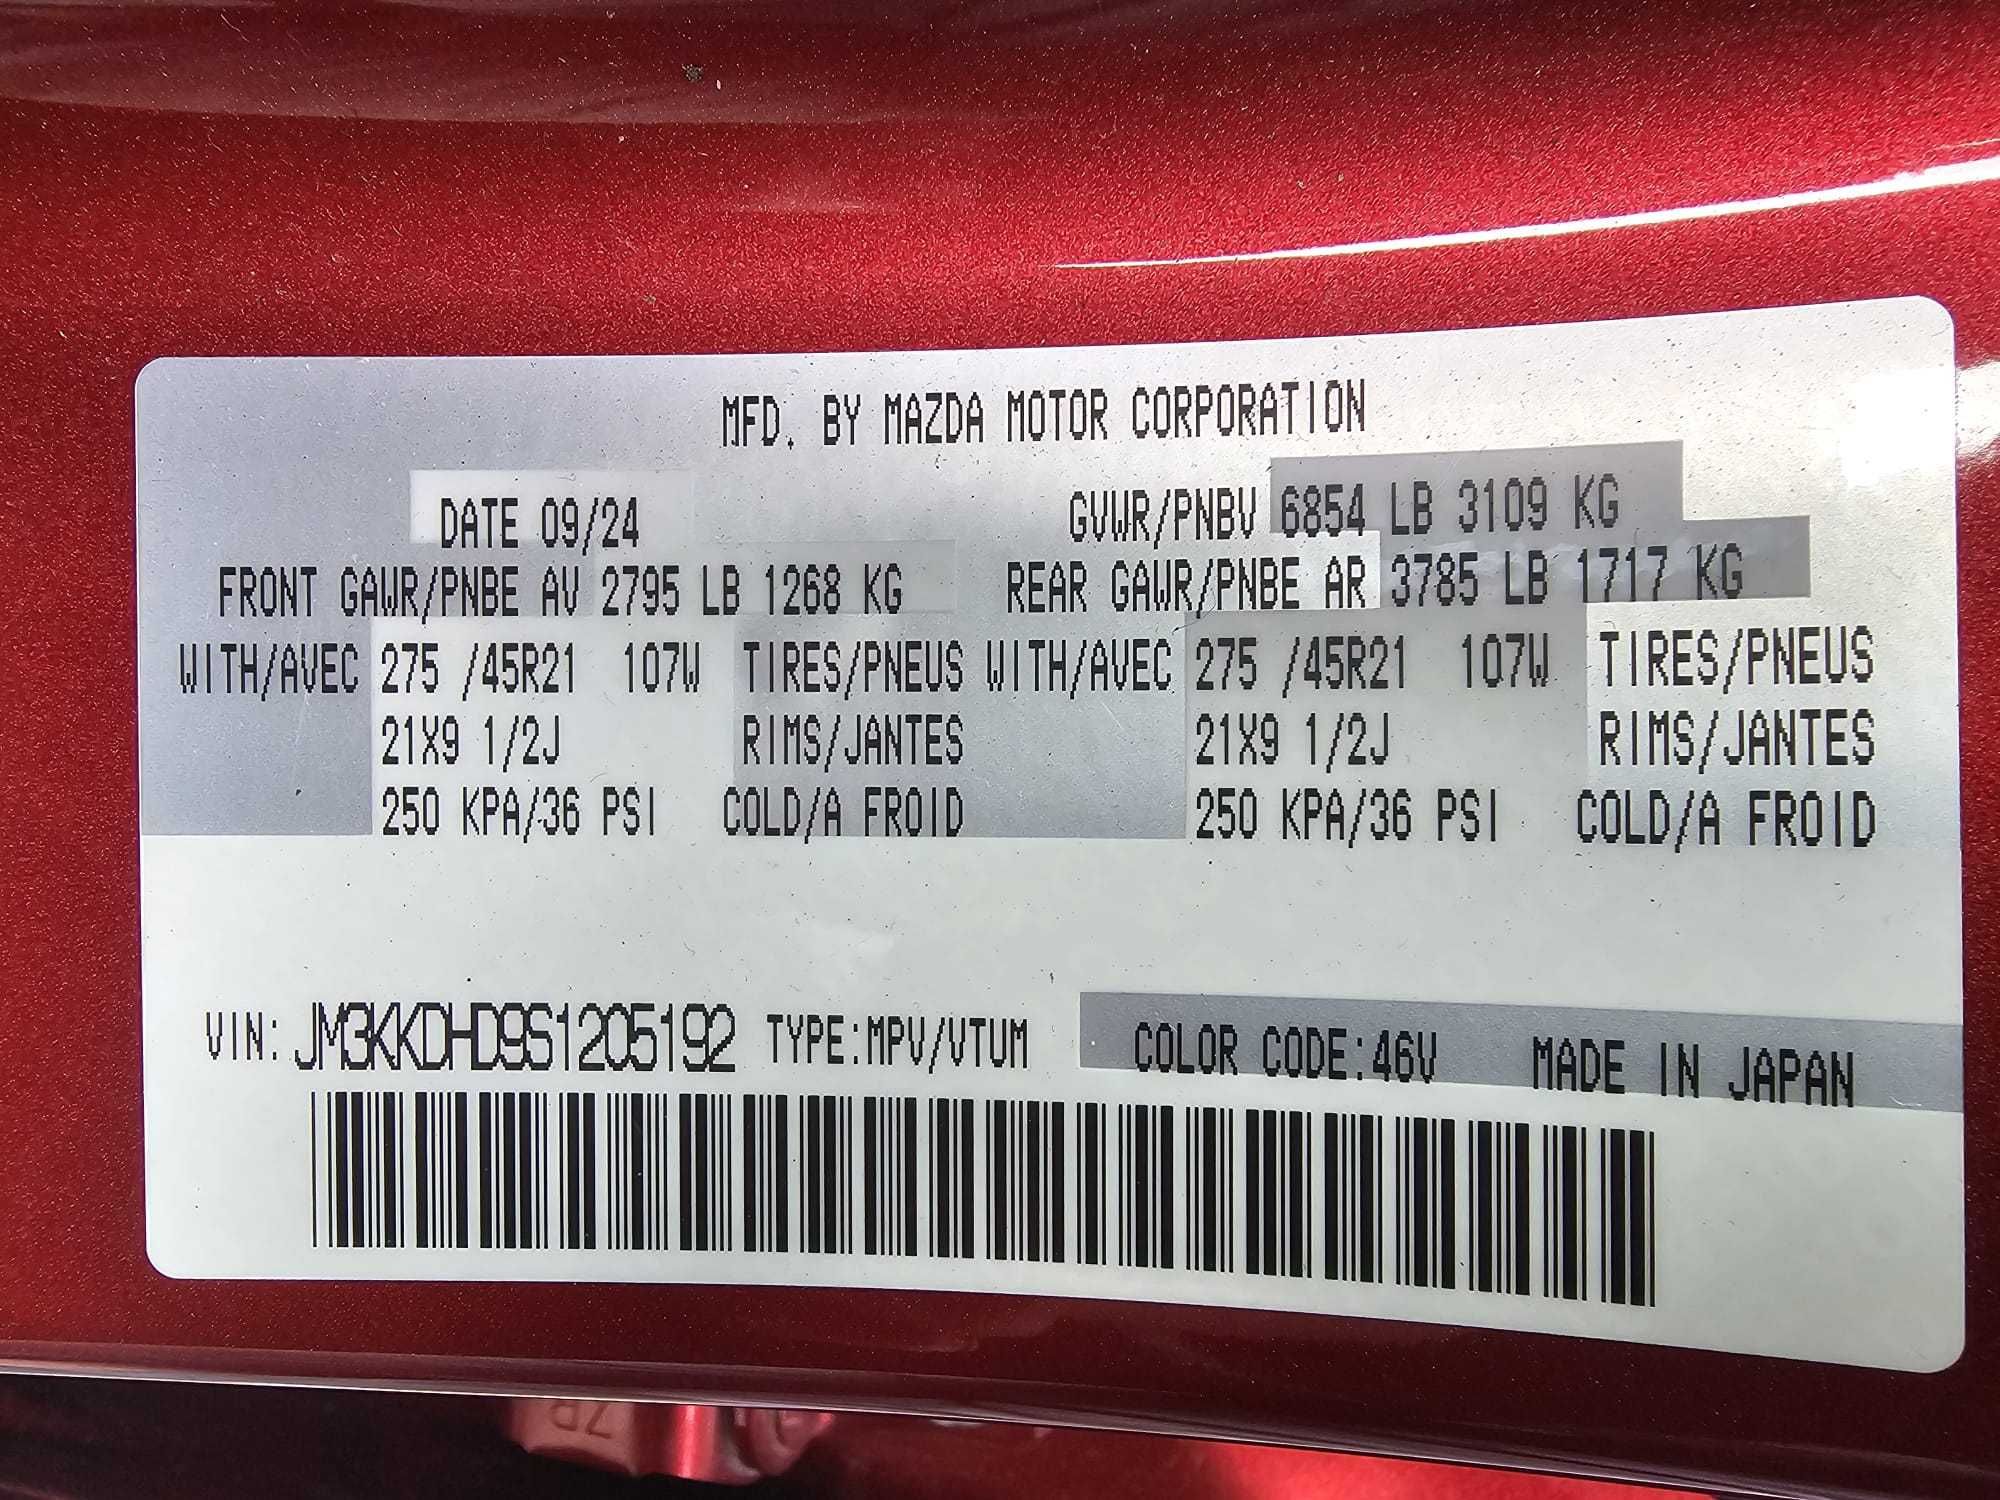 MFD. BY MAZDA MOTOR CORPORATION
DATE 09/24 GVWR/PNBV 6854 LB 3109 KG
FRONT GAWR/PNBE AV 2795 LB 1268 KG REAR GAWR/PNBE AR 3785 LB 1717 KG
WITH/AVEC 275 /45R21 107W TIRES/PNEUS WITH/AVEC 275 /45R21 107W TIRES/PNEUS
21X9 1/2J RIMS/JANTES 21X9 1/2J RIMS/JANTES
250 KPA/36 PSI COLD/A FROID 250 KPA/36 PSI COLD/A FROID
VIN: JM3KKDHD9S1205192 TYPE:MPV/VTUM COLOR CODE:46V MADE IN JAPAN
7R